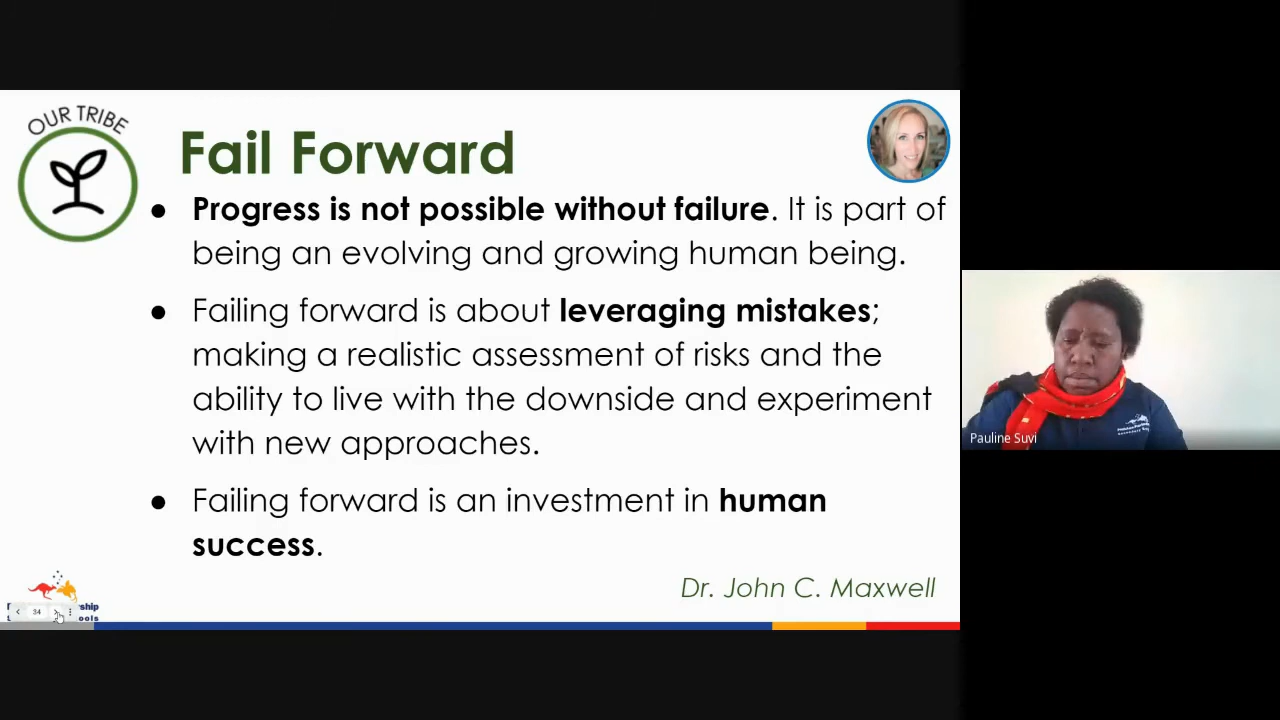 OUR TRIBE
Fail Forward
● Progress is not possible without failure. It is part of
being an evolving and growing human being.
● Failing forward is about leveraging mistakes;
making a realistic assessment of risks and the
ability to live with the downside and experiment
with new approaches.
● Failing forward is an investment in human
success.
Dr. John C. Maxwell
34
Pauline Suvi